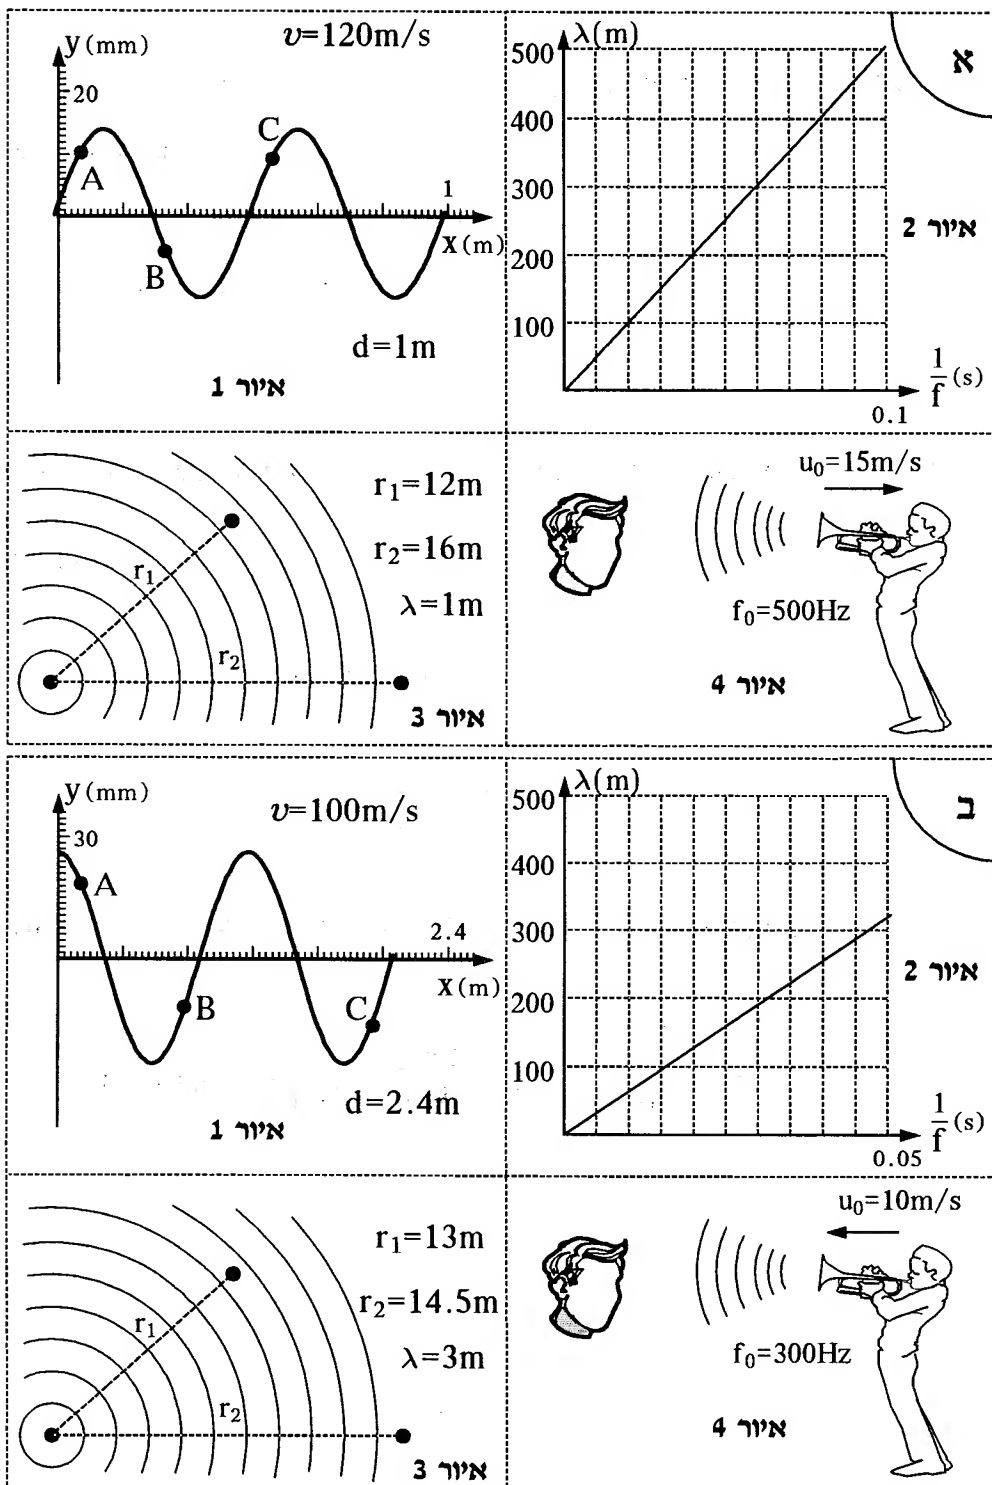 א
y(mm)
υ=120m/s
20
A
B
C
1
X(m)
d=1m
איור 1
λ(m)
500
400
300
200
100
1/f (s)
0.1
איור 2
r₁=12m
r₂=16m
λ=1m
r₁
r₂
איור 3
u₀=15m/s
f₀=500Hz
איור 4
ב
y(mm)
υ=100m/s
30
A
B
C
2.4
X(m)
d=2.4m
איור 1
λ(m)
500
400
300
200
100
1/f (s)
0.05
איור 2
r₁=13m
r₂=14.5m
λ=3m
r₁
r₂
איור 3
u₀=10m/s
f₀=300Hz
איור 4